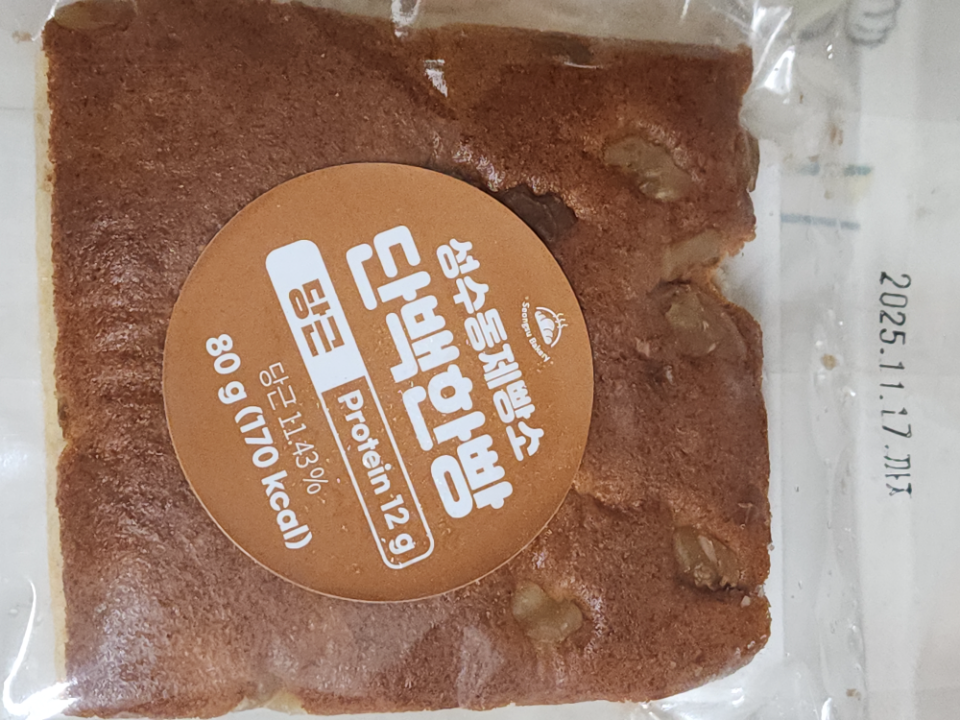 Seongsu Bakery
성수동제빵소
단백한빵
당근 Protein 12 g
당근 11.43%
80 g (170 kcal)
2025.11.17.까지